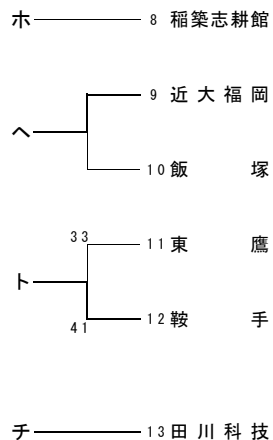 ホ 8 稲築志耕館
9 近大福岡
ヘ
10 飯塚
33 11 東鷹
ト
41 12 鞍手
チ 13 田川科技